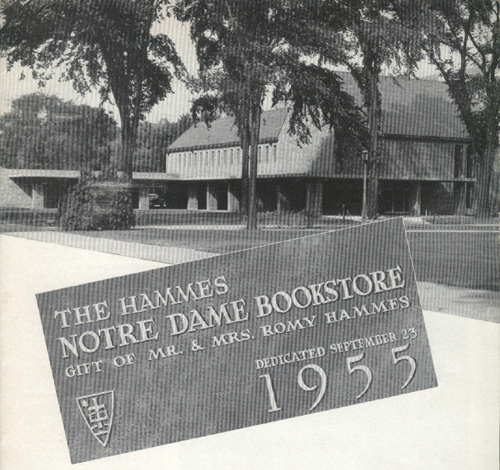 THE HAMMES
NOTRE DAME BOOKSTORE
GIFT OF MR. & MRS. ROMY HAMMES
DEDICATED SEPTEMBER 23
1955